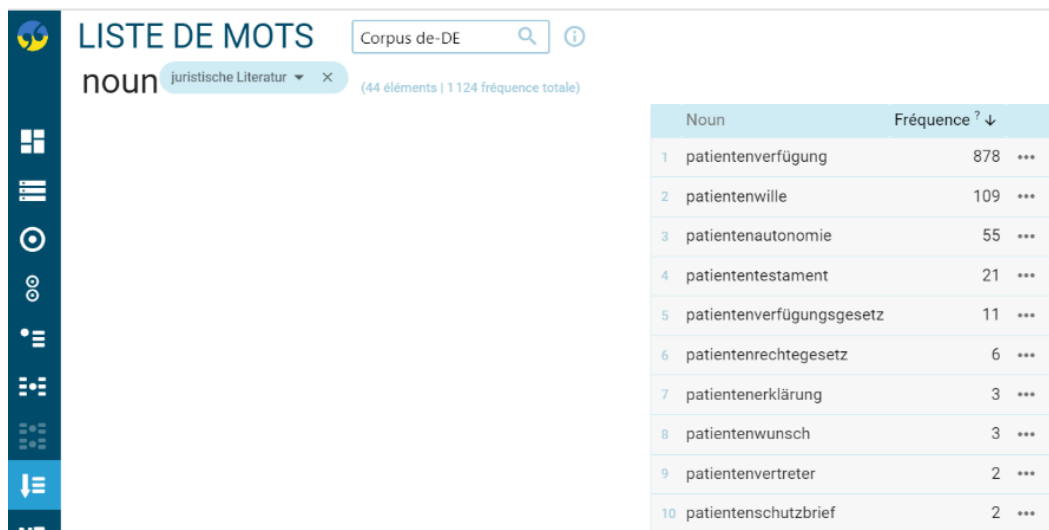 LISTE DE MOTS
Corpus de-DE
noun
juristische Literatur
(44 éléments | 1 124 fréquence totale)
Noun Fréquence ? ↓
1 patientenverfügung 878
2 patientenwille 109
3 patientenautonomie 55
4 patiententestament 21
5 patientenverfügungsgesetz 11
6 patientenrechtegesetz 6
7 patientenerklärung 3
8 patientenwunsch 3
9 patientenvertreter 2
10 patientenschutzbrief 2